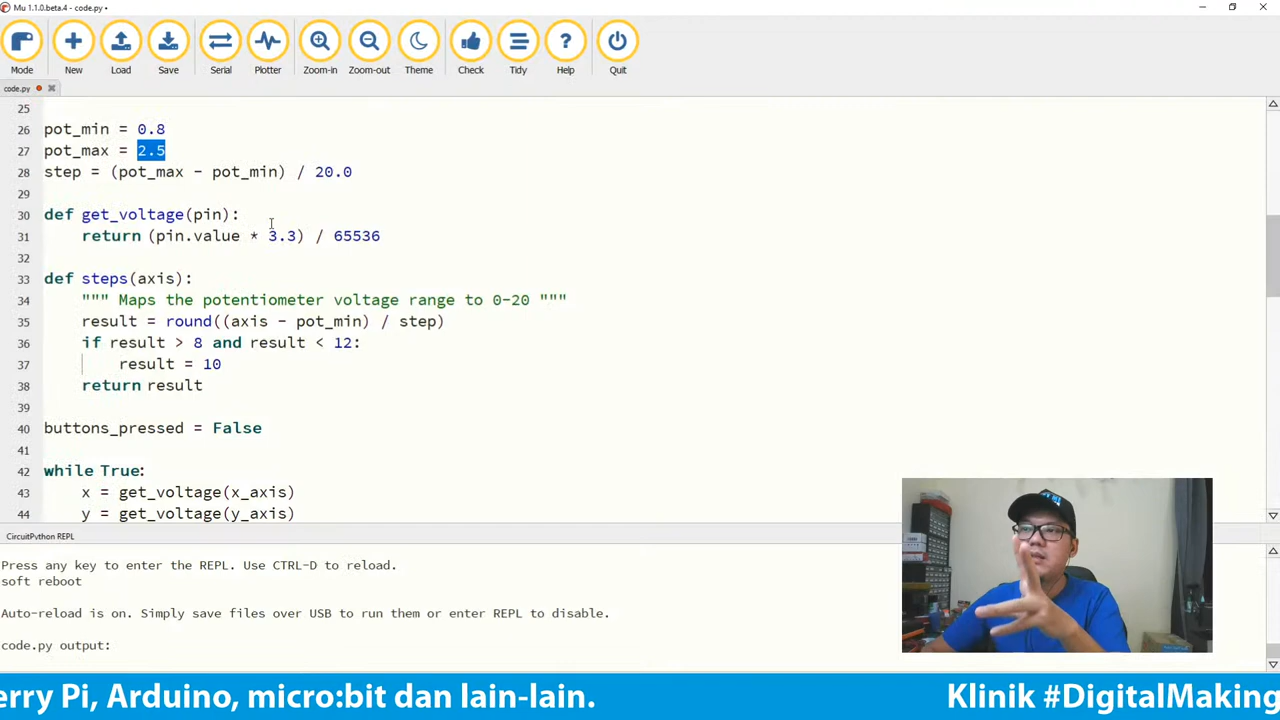 Mu 1.1.0.beta.4 - code.py •
Mode New Load Save Serial Plotter Zoom-in Zoom-out Theme Check Tidy Help Quit
code.py
25
26 pot_min = 0.8
27 pot_max = 2.5
28 step = (pot_max - pot_min) / 20.0
29
30 def get_voltage(pin):
31 return (pin.value * 3.3) / 65536
32
33 def steps(axis):
34 """ Maps the potentiometer voltage range to 0-20 """
35 result = round((axis - pot_min) / step)
36 if result > 8 and result < 12:
37 result = 10
38 return result
39
40 buttons_pressed = False
41
42 while True:
43 x = get_voltage(x_axis)
44 y = get_voltage(y_axis)
CircuitPython REPL
Press any key to enter the REPL. Use CTRL-D to reload.
soft reboot
Auto-reload is on. Simply save files over USB to run them or enter REPL to disable.
code.py output:
erry Pi, Arduino, micro:bit dan lain-lain. Klinik #DigitalMaking